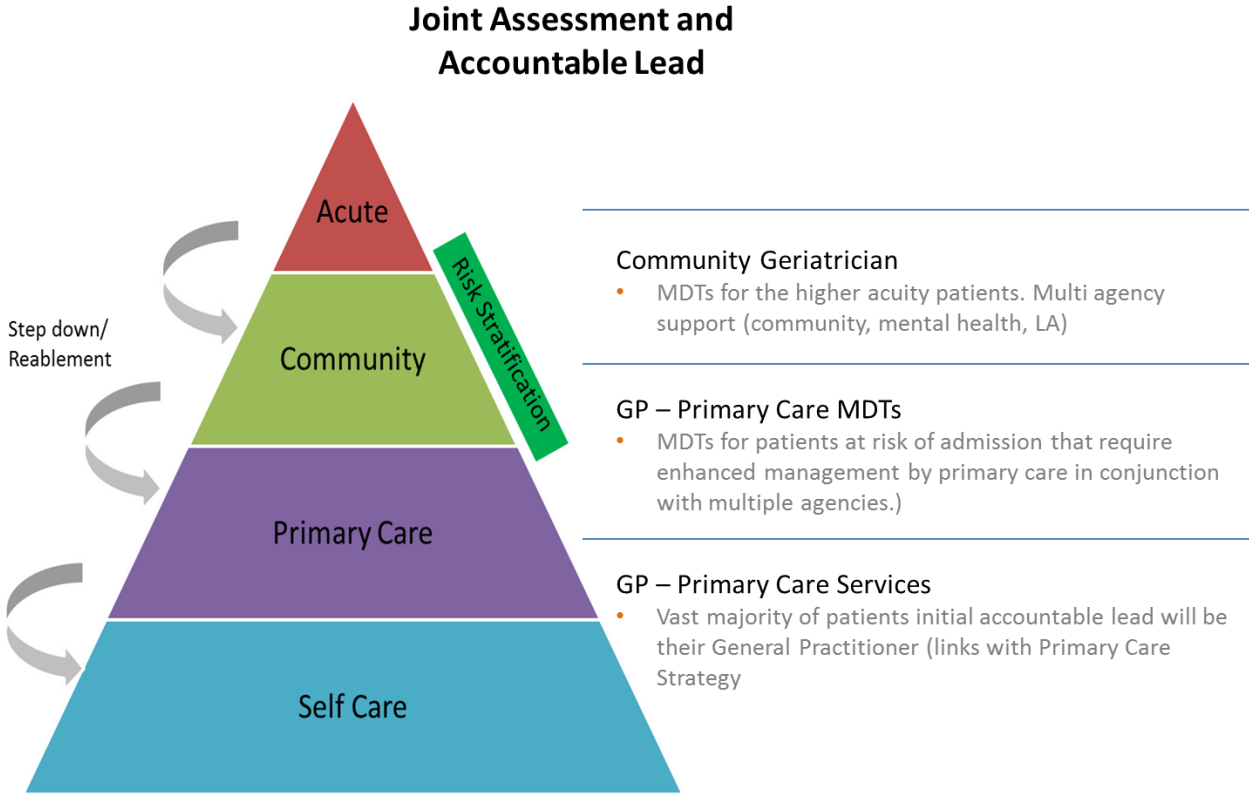 Joint Assessment and
Accountable Lead
Acute
Risk Stratification
Step down/
Reablement
Community
Primary Care
Self Care
Community Geriatrician
• MDTs for the higher acuity patients. Multi agency
support (community, mental health, LA)
GP – Primary Care MDTs
• MDTs for patients at risk of admission that require
enhanced management by primary care in conjunction
with multiple agencies.)
GP – Primary Care Services
• Vast majority of patients initial accountable lead will be
their General Practitioner (links with Primary Care
Strategy